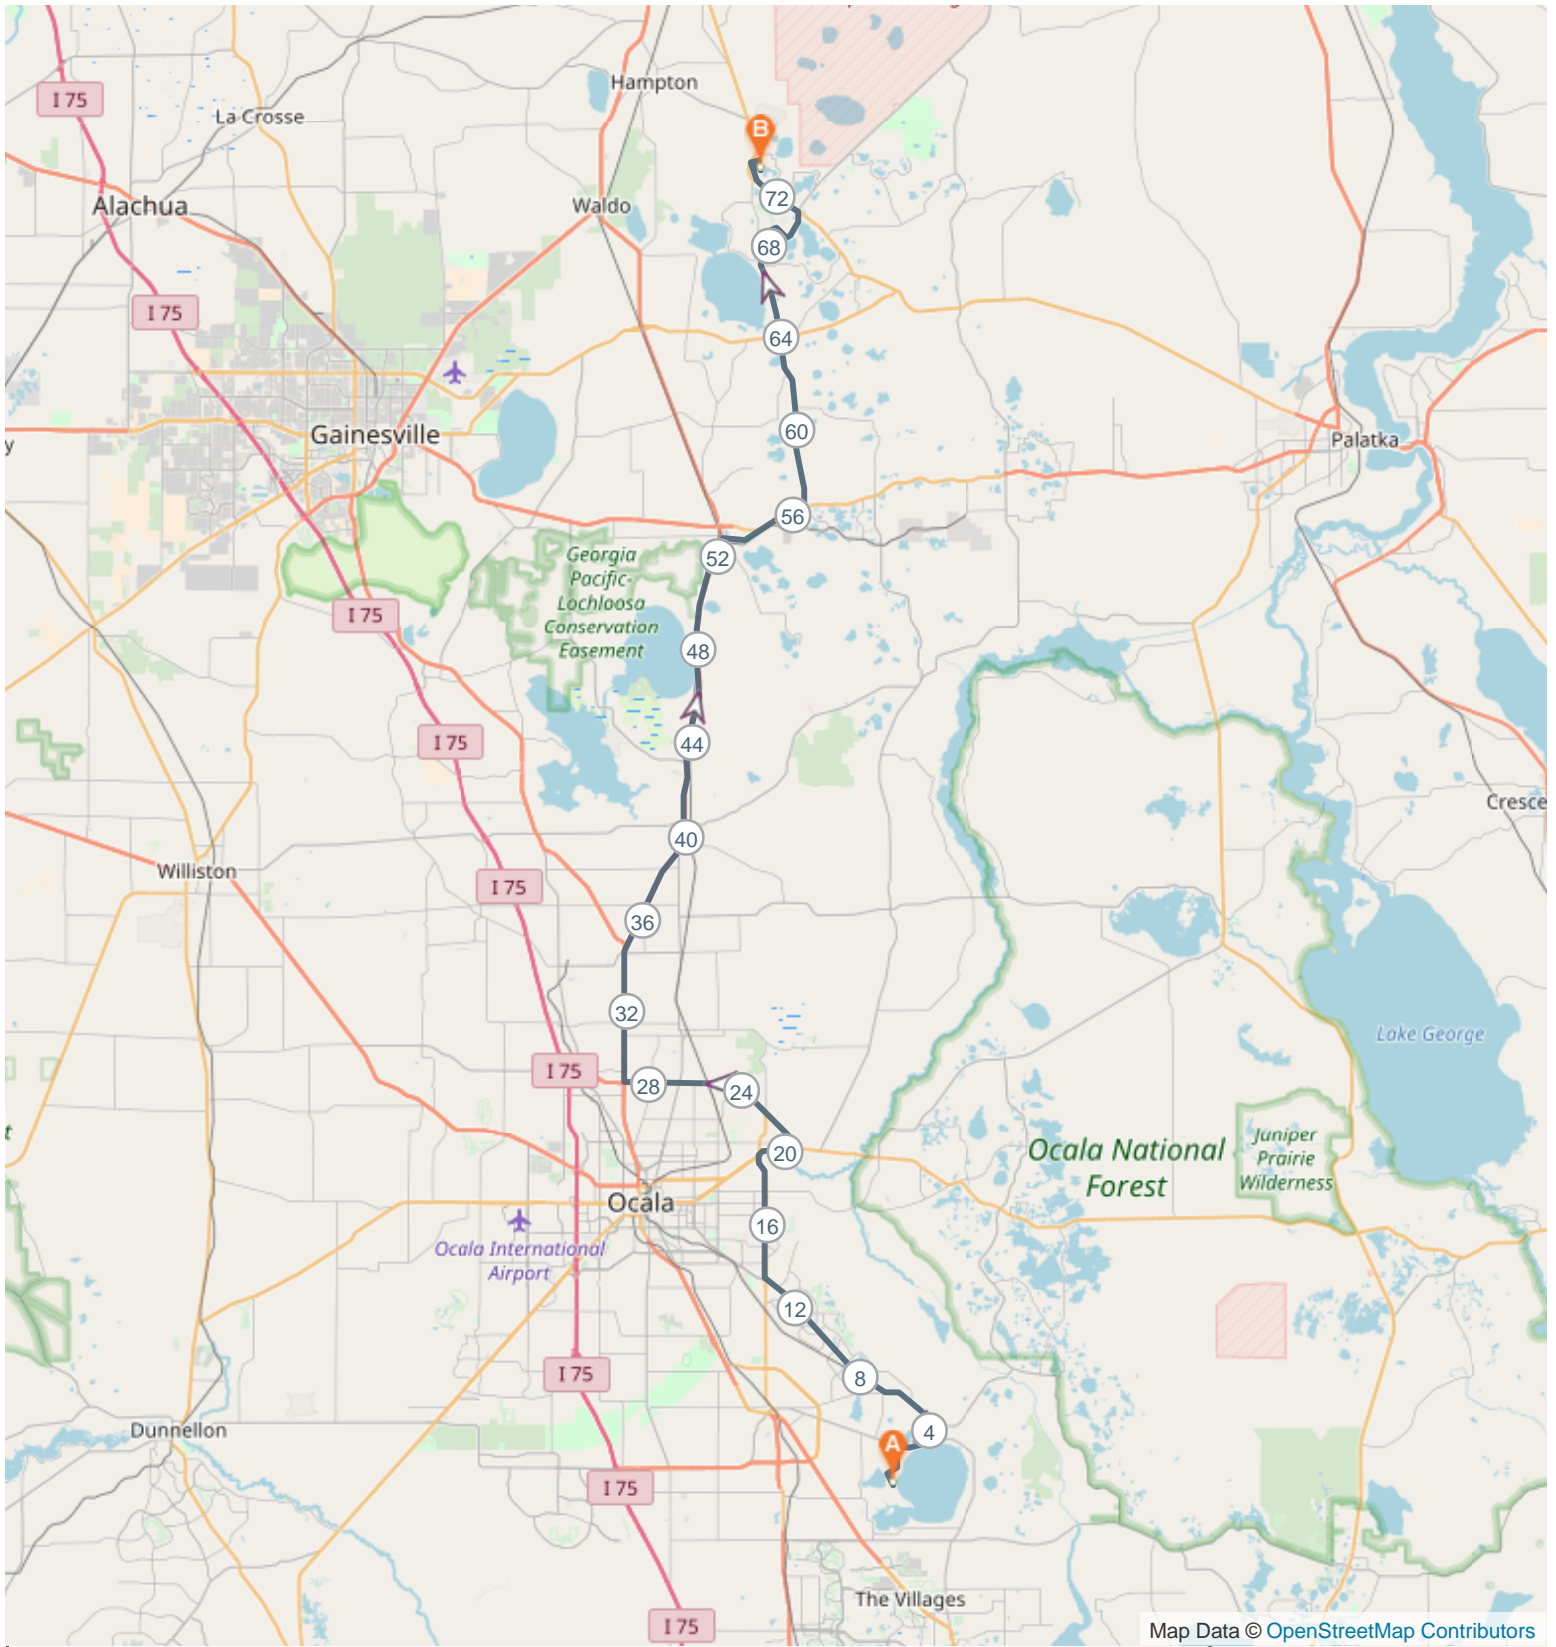 Hampton
I 75
La Crosse
B
72
Alachua
Waldo
68
I 75
64
60
Gainesville
Palatka
y
56
52
Georgia
Pacific-
Lochloosa
Conservation
Easement
I 75
48
44
I 75
Cresce
40
Williston
I 75
36
32
Lake George
I 75
28
24
t
20
Ocala National
Forest
Juniper
Prairie
Wilderness
Ocala
16
Ocala International
Airport
12
I 75
8
4
Dunnellon
A
I 75
The Villages
I 75
Map Data © OpenStreetMap Contributors